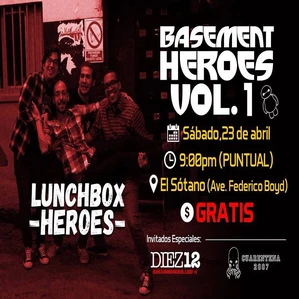 BASEMENT
HEROES
VOL. 1
Sábado, 23 de abril
9:00pm (PUNTUAL)
El Sótano (Ave. Federico Boyd)
GRATIS
LUNCHBOX
-HEROES-
Invitados Especiales:
DIEZ12
CUARENTENA
2007